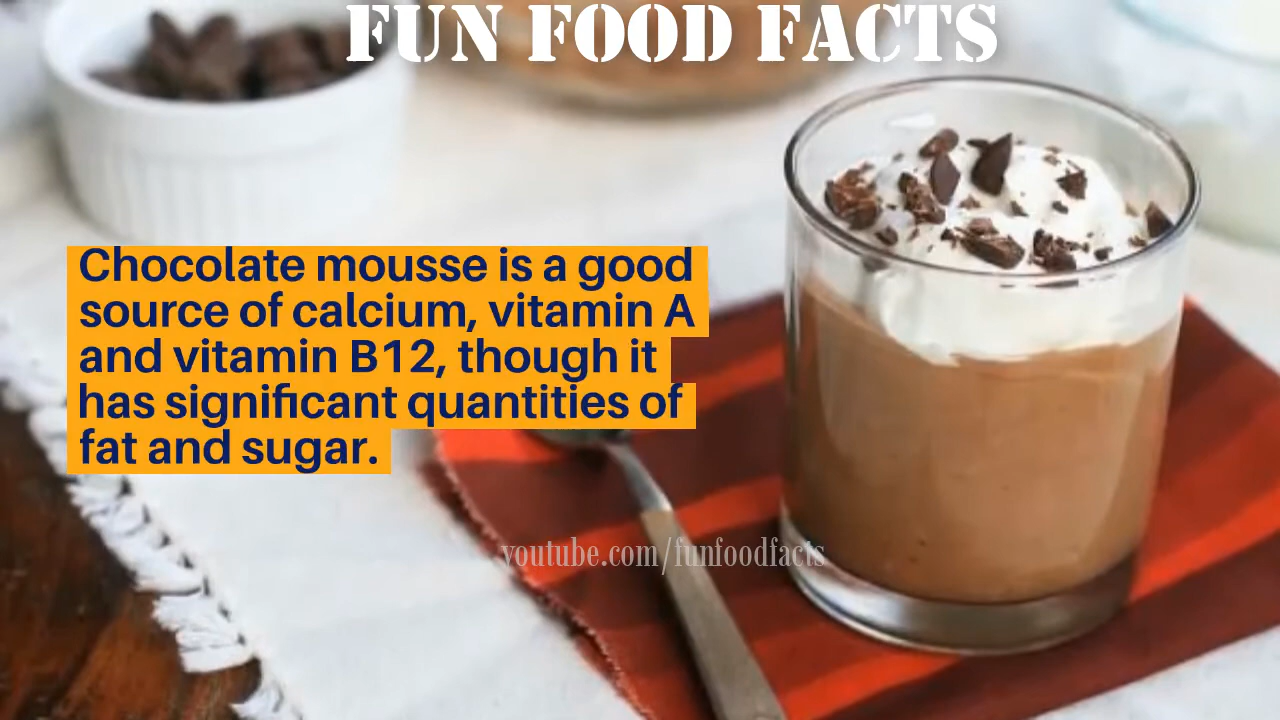 FUN FOOD FACTS
Chocolate mousse is a good
source of calcium, vitamin A
and vitamin B12, though it
has significant quantities of
fat and sugar.
youtube.com/funfoodfacts